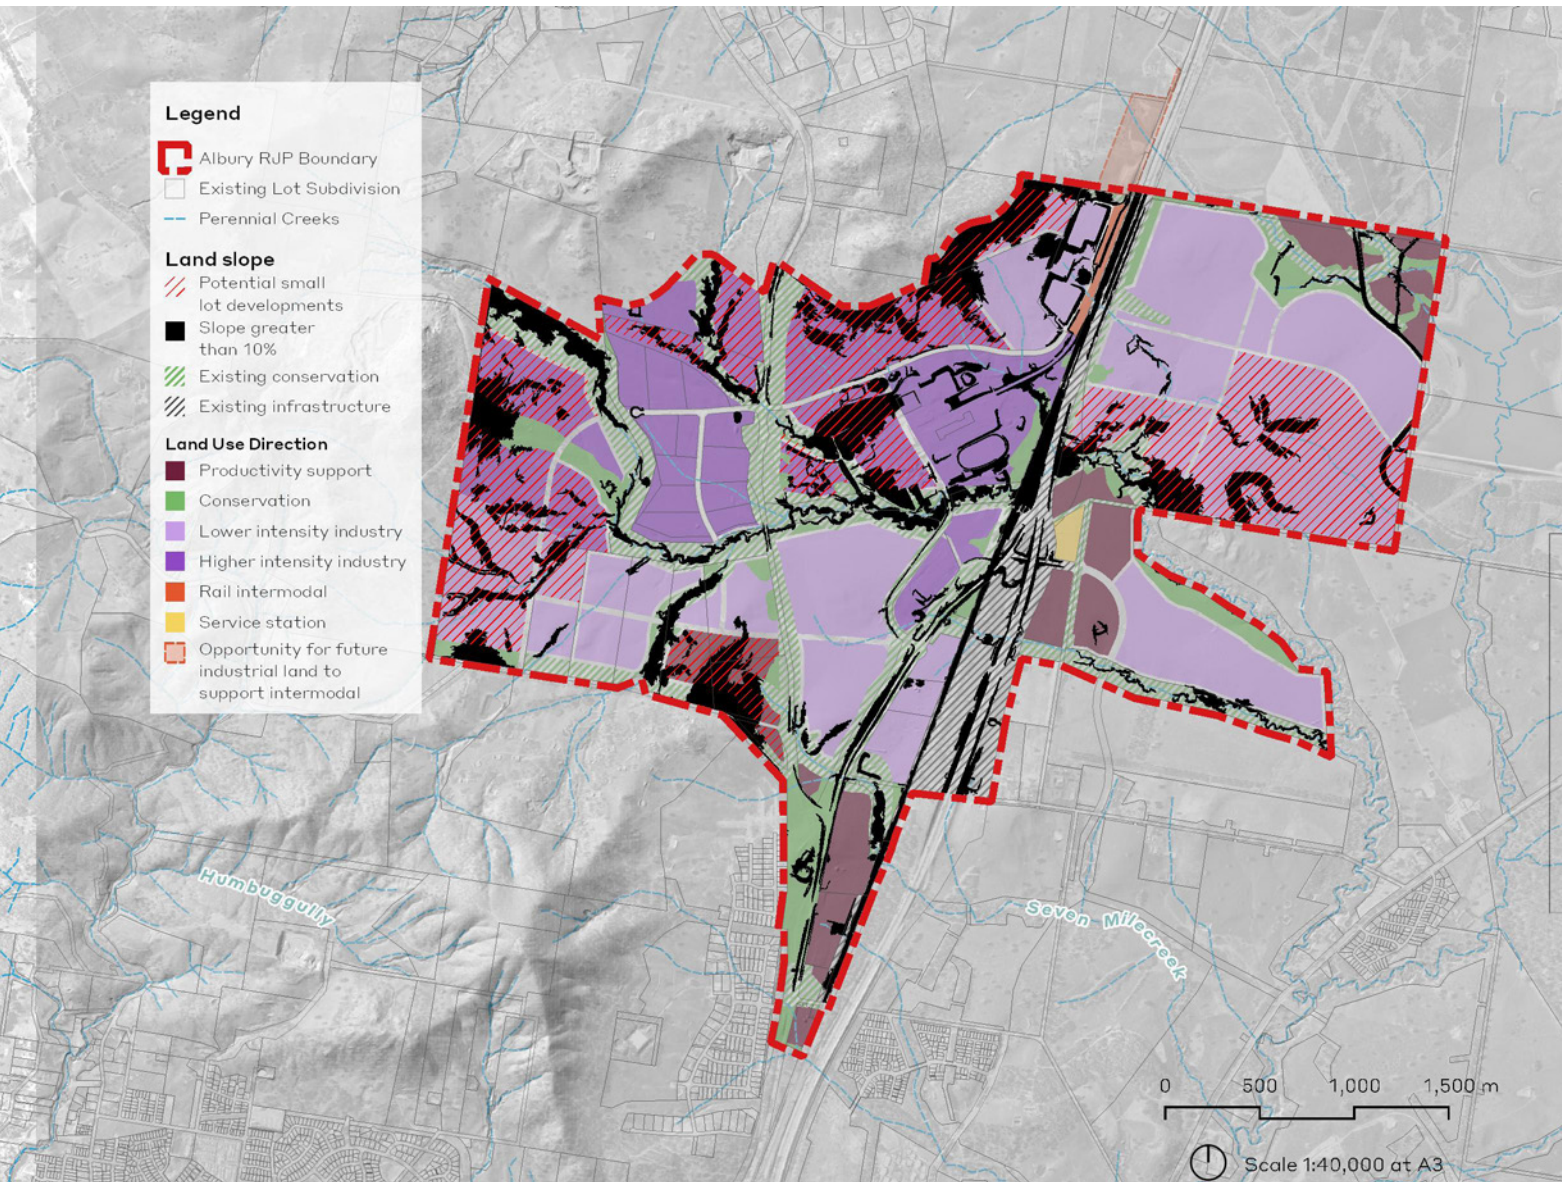 Legend
Albury RJP Boundary
Existing Lot Subdivision
Perennial Creeks
Land slope
Potential small
lot developments
Slope greater
than 10%
Existing conservation
Existing infrastructure
Land Use Direction
Productivity support
Conservation
Lower intensity industry
Higher intensity industry
Rail intermodal
Service station
Opportunity for future
industrial land to
support intermodal
Humbuggully
Seven Milecreek
0 500 1,000 1,500 m
Scale 1:40,000 at A3